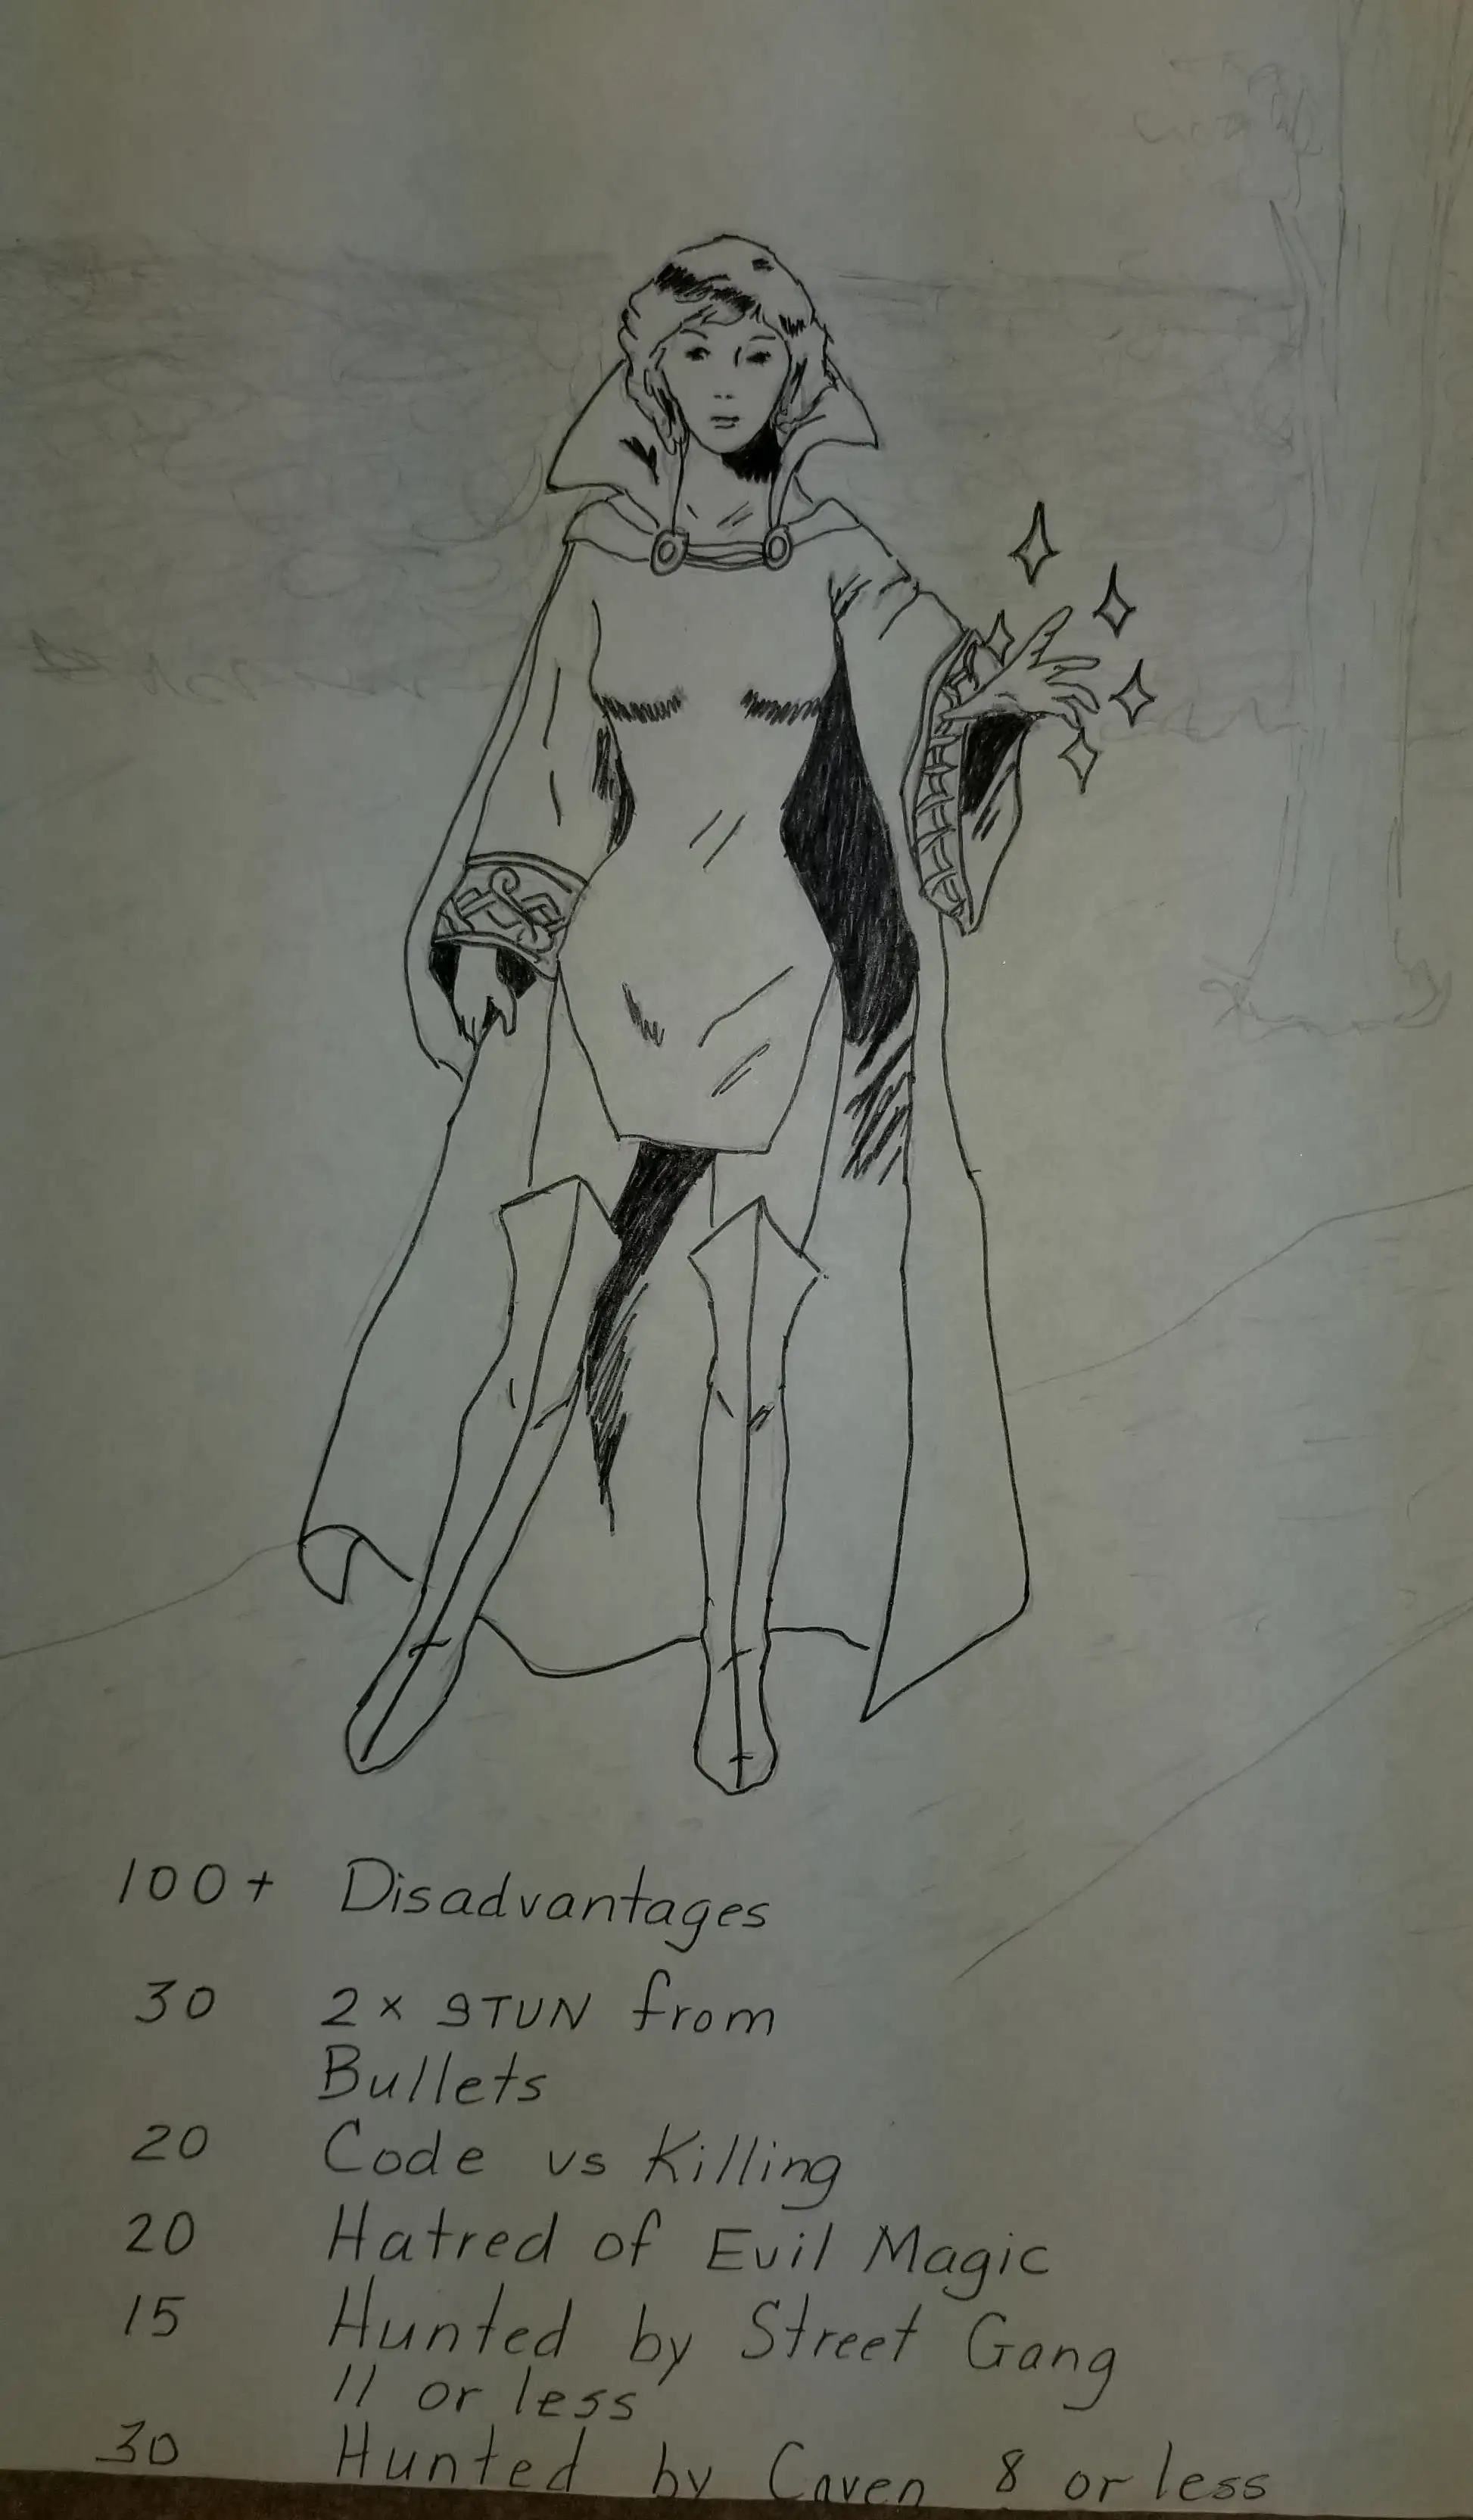 100+ Disadvantages
30 2x STUN from
Bullets
20 Code vs Killing
20 Hatred of Evil Magic
15 Hunted by Street Gang
11 or less
30 Hunted by Coven 8 or less